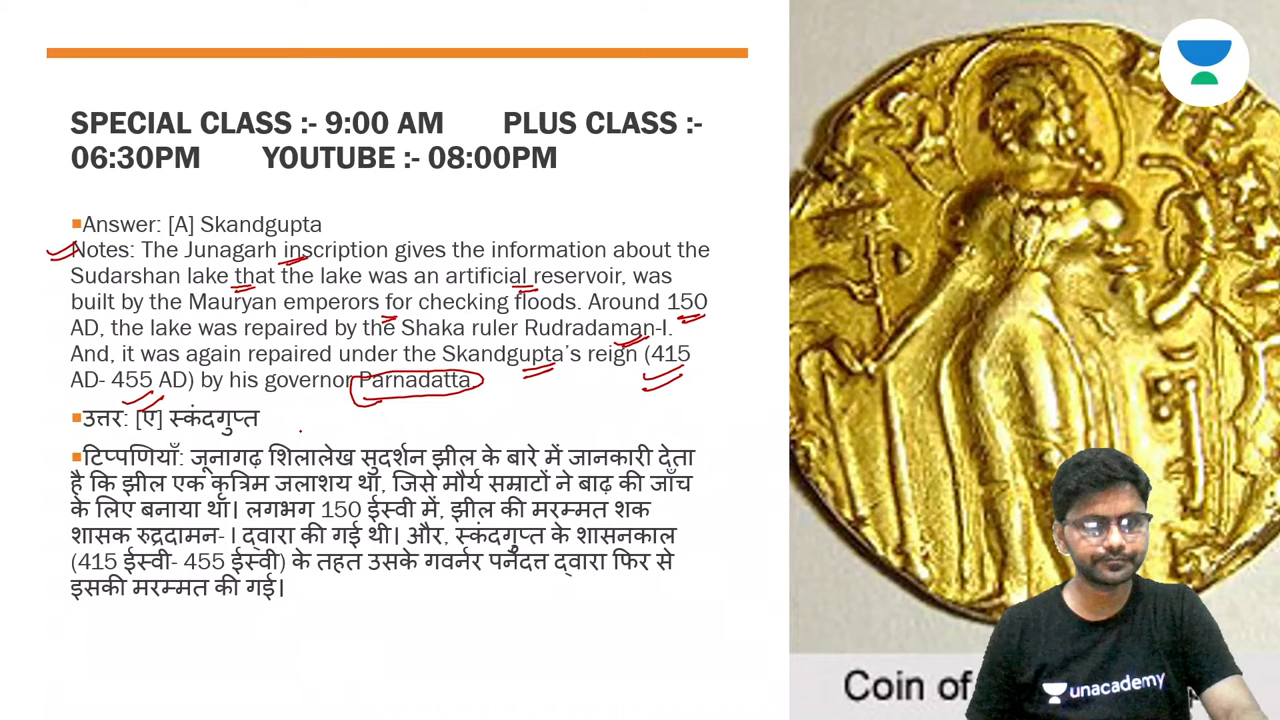 SPECIAL CLASS :- 9:00 AM PLUS CLASS :-
06:30PM YOUTUBE :- 08:00PM
Answer: [A] Skandgupta
Notes: The Junagarh inscription gives the information about the
Sudarshan lake that the lake was an artificial reservoir, was
built by the Mauryan emperors for checking floods. Around 150
AD, the lake was repaired by the Shaka ruler Rudradaman-I.
And, it was again repaired under the Skandgupta's reign (415
AD- 455 AD) by his governor Parnadatta
उत्तर: [ए] स्कंदगुप्त
टिप्पणियाँ: जूनागढ़ शिलालेख सुदर्शन झील के बारे में जानकारी देता
है कि झील एक कृत्रिम जलाशय था, जिसे मौर्य सम्राटों ने बाढ़ की जाँच
के लिए बनाया था। लगभग 150 ईस्वी में, झील की मरम्मत शक
शासक रुद्रदामन- I द्वारा की गई थी। और, स्कंदगुप्त के शासनकाल
(415 ईस्वी- 455 ईस्वी) के तहत उसके गवर्नर पर्नदत्त द्वारा फिर से
इसकी मरम्मत की गई।
Coin of
unacademy